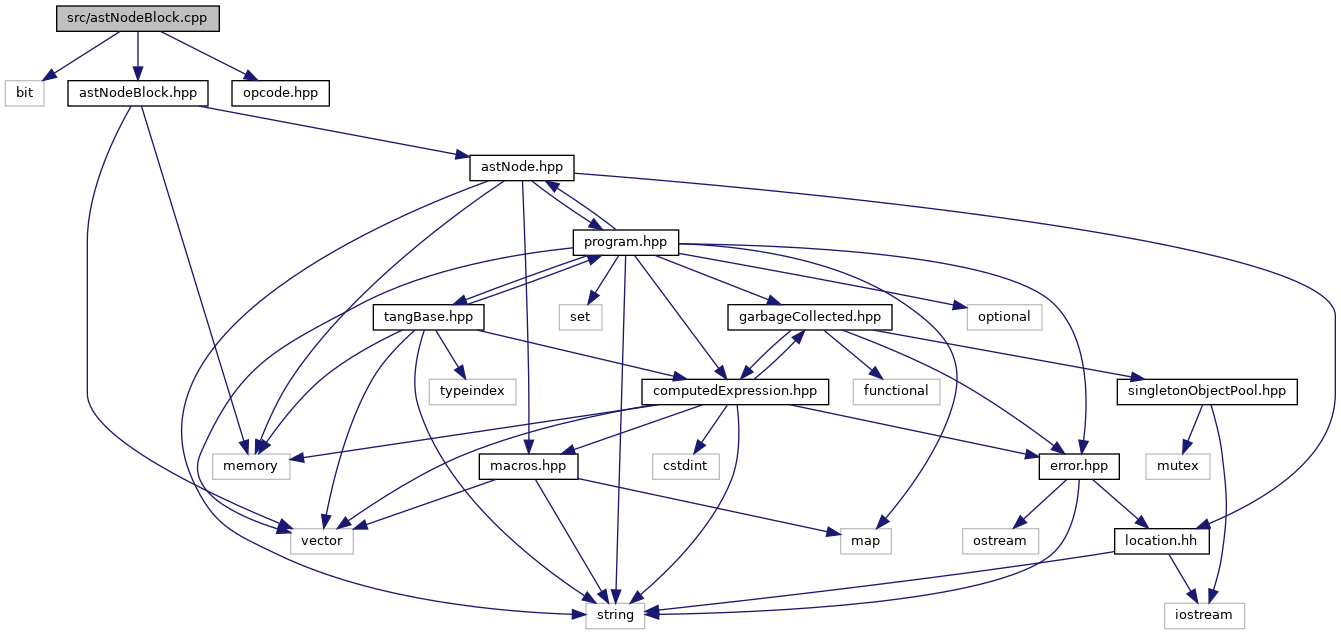 src/astNodeBlock.cpp
bit
astNodeBlock.hpp
opcode.hpp
astNode.hpp
program.hpp
tangBase.hpp
set
garbageCollected.hpp
optional
typeindex
computedExpression.hpp
functional
singletonObjectPool.hpp
memory
macros.hpp
cstdint
error.hpp
mutex
vector
map
ostream
location.hh
string
iostream